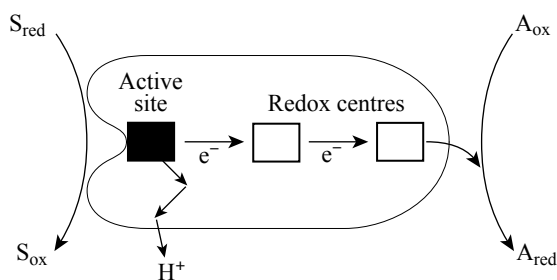 S_red
A_ox
Active
site
Redox centres
e⁻
e⁻
S_ox
H⁺
A_red